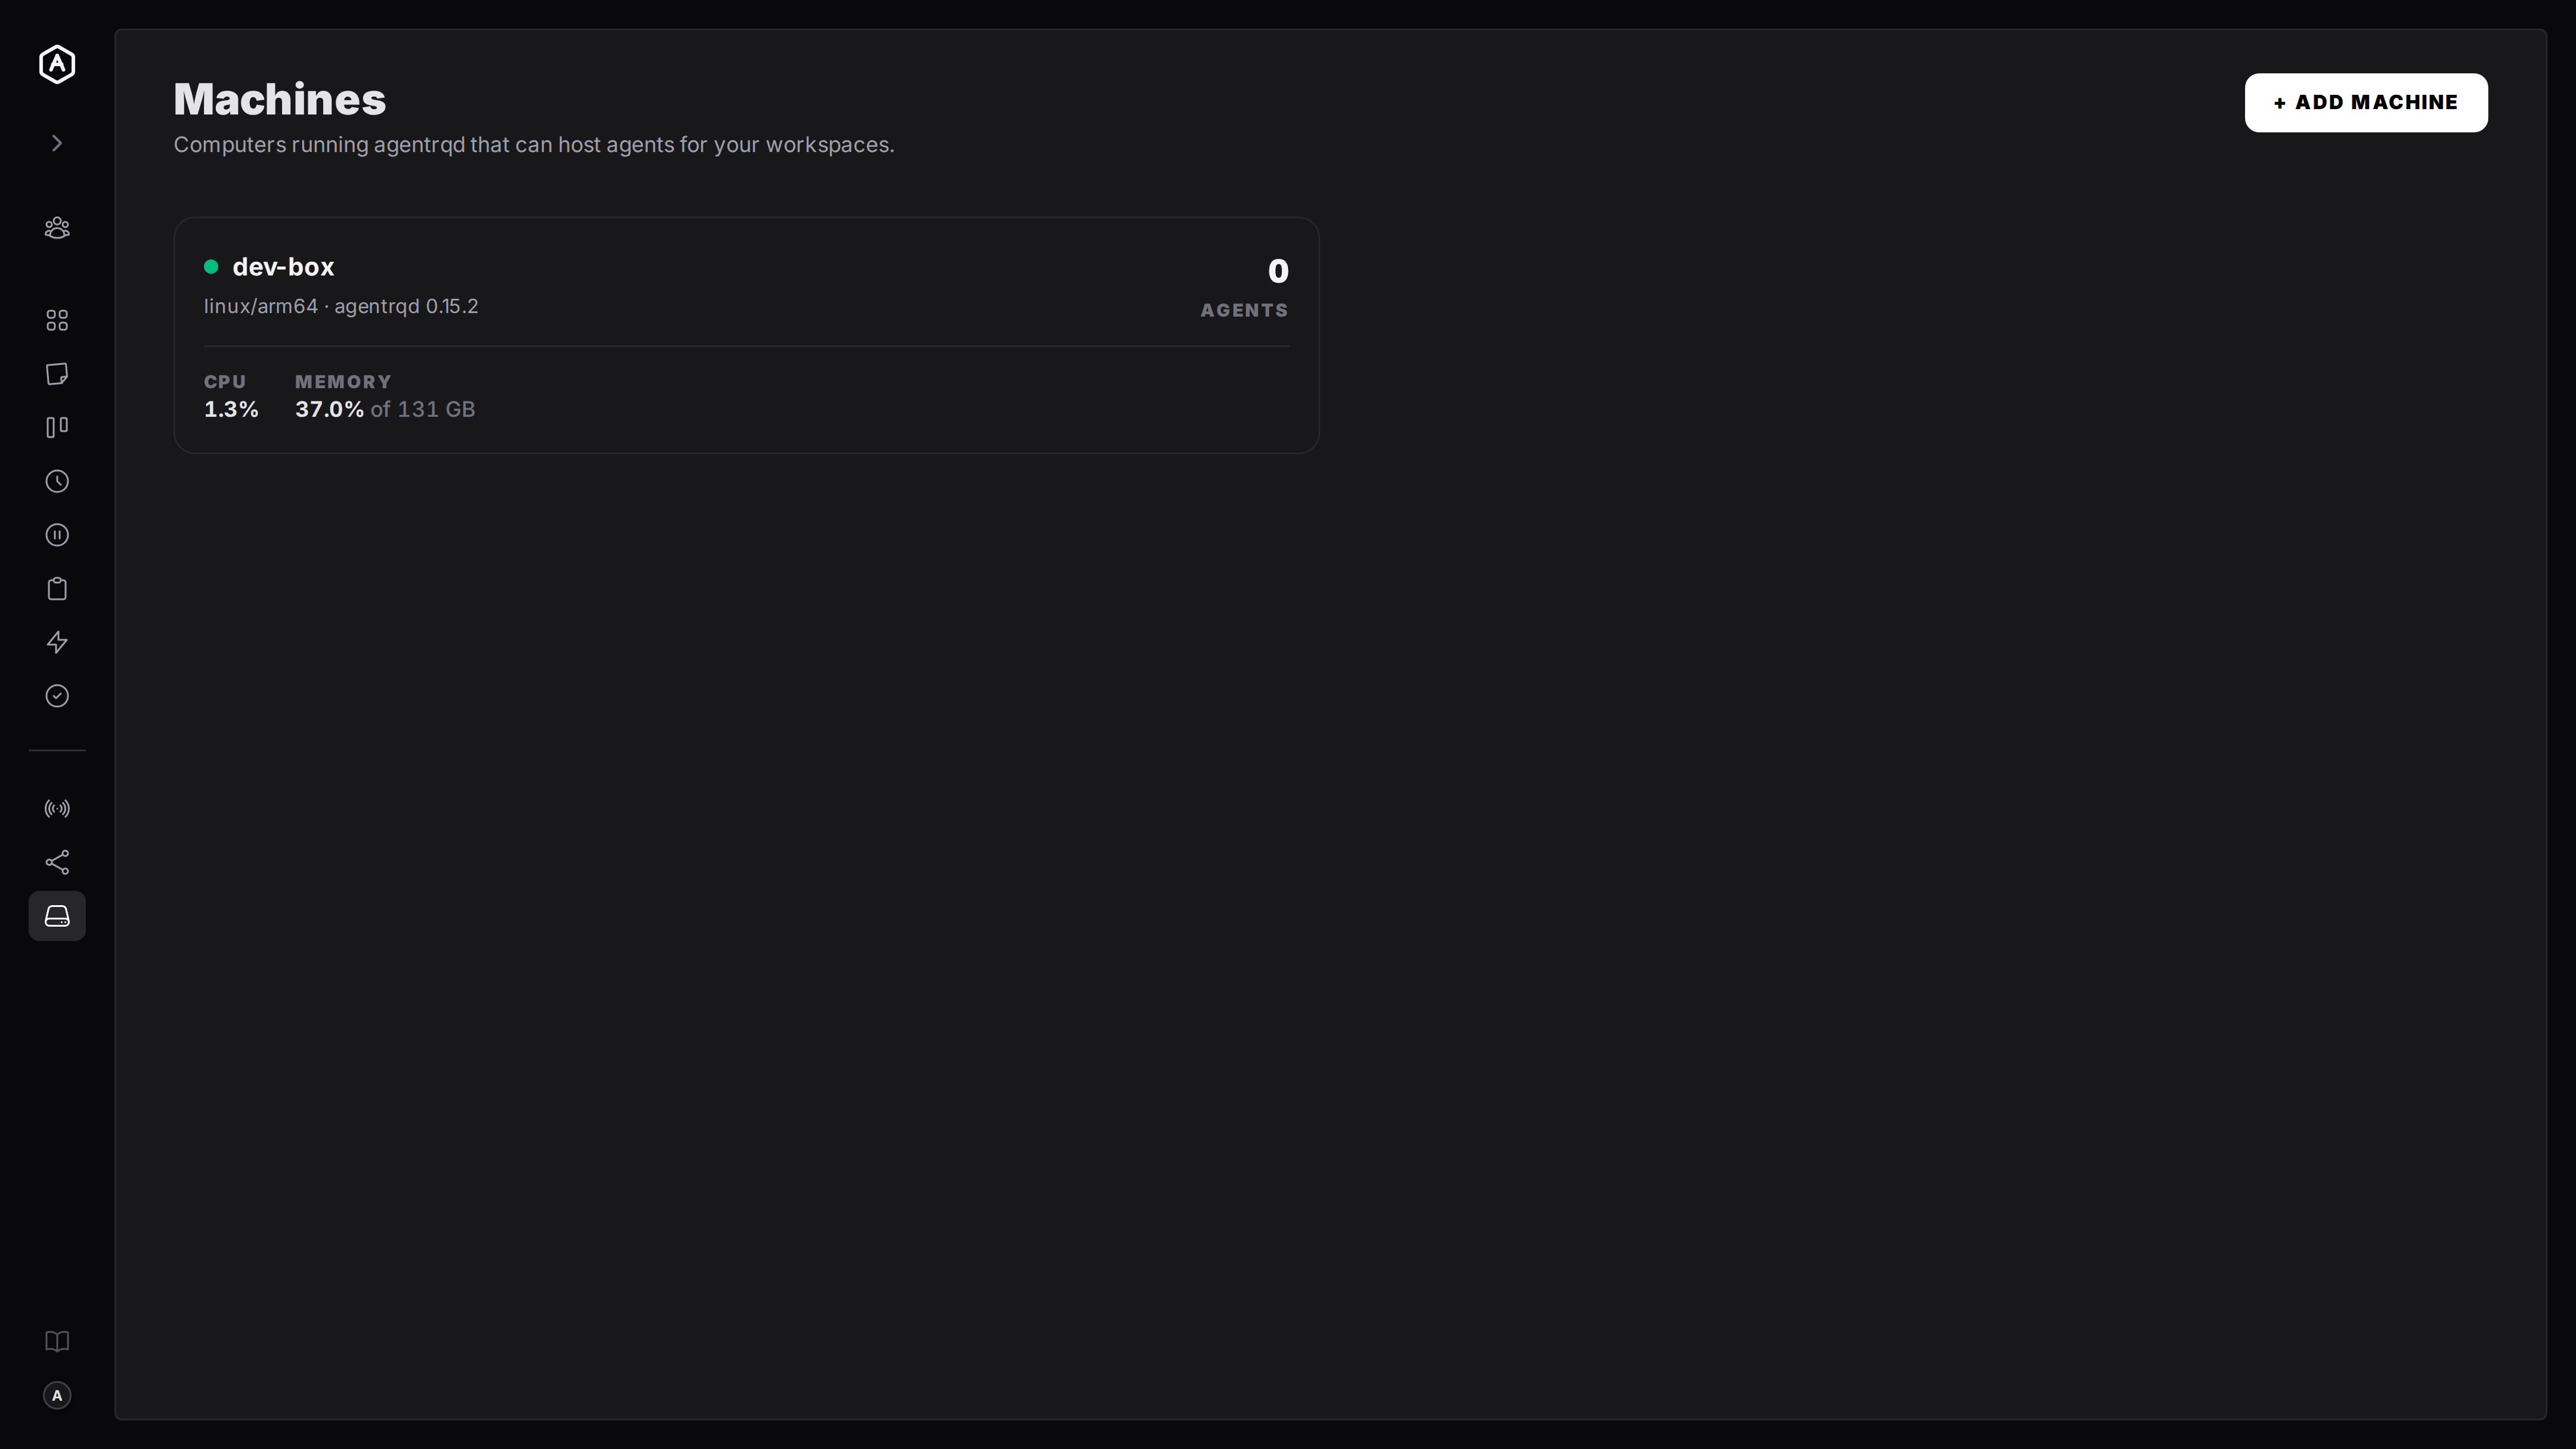 A
Machines
+ ADD MACHINE
Computers running agentrqd that can host agents for your workspaces.
dev-box
0
linux/arm64 · agentrqd 0.15.2
AGENTS
CPU MEMORY
1.3% 37.0% of 131 GB
A